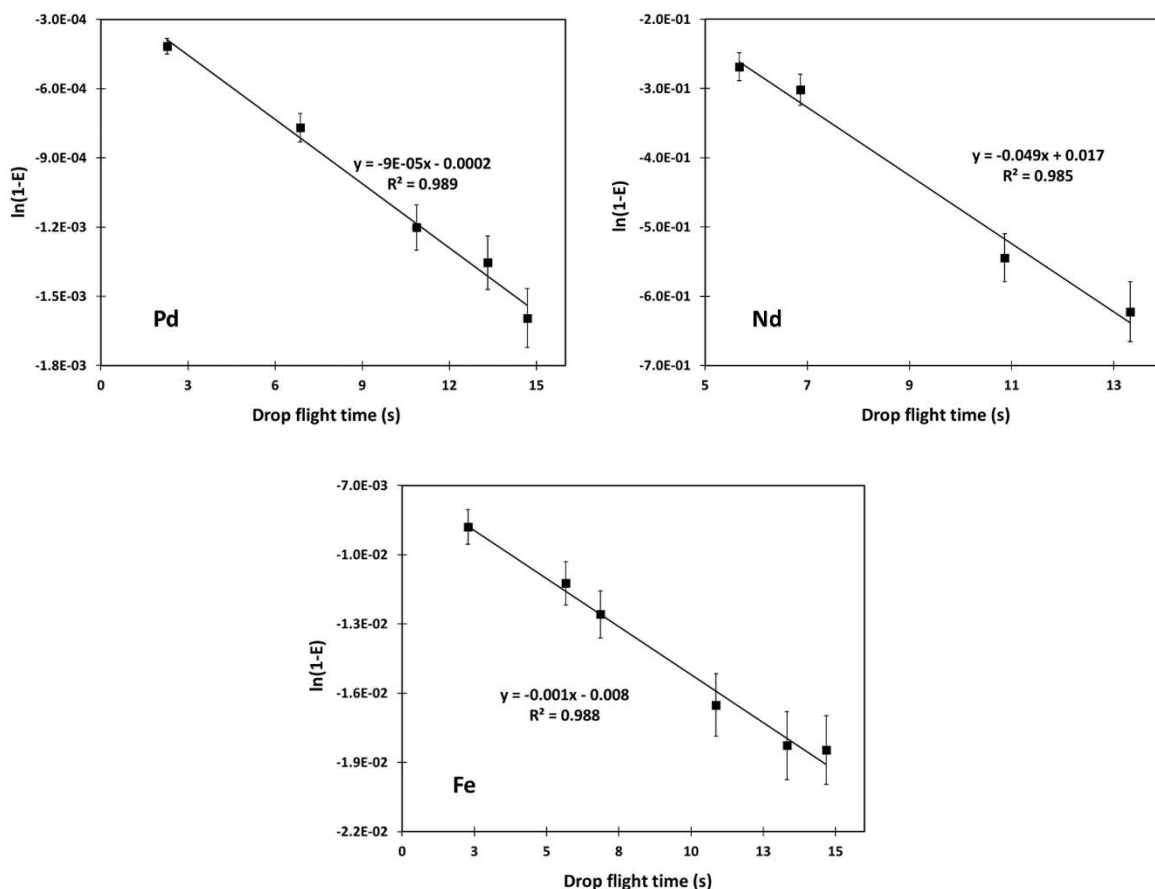 -3.0E-04
-6.0E-04
-9.0E-04
-1.2E-03
-1.5E-03
-1.8E-03
ln(1-E)
y = -9E-05x - 0.0002
R² = 0.989
Pd
0 3 6 9 12 15
Drop flight time (s)
-2.0E-01
-3.0E-01
-4.0E-01
-5.0E-01
-6.0E-01
-7.0E-01
ln(1-E)
y = -0.049x + 0.017
R² = 0.985
Nd
5 7 9 11 13
Drop flight time (s)
-7.0E-03
-1.0E-02
-1.3E-02
-1.6E-02
-1.9E-02
-2.2E-02
ln(1-E)
y = -0.001x - 0.008
R² = 0.988
Fe
0 3 5 8 10 13 15
Drop flight time (s)